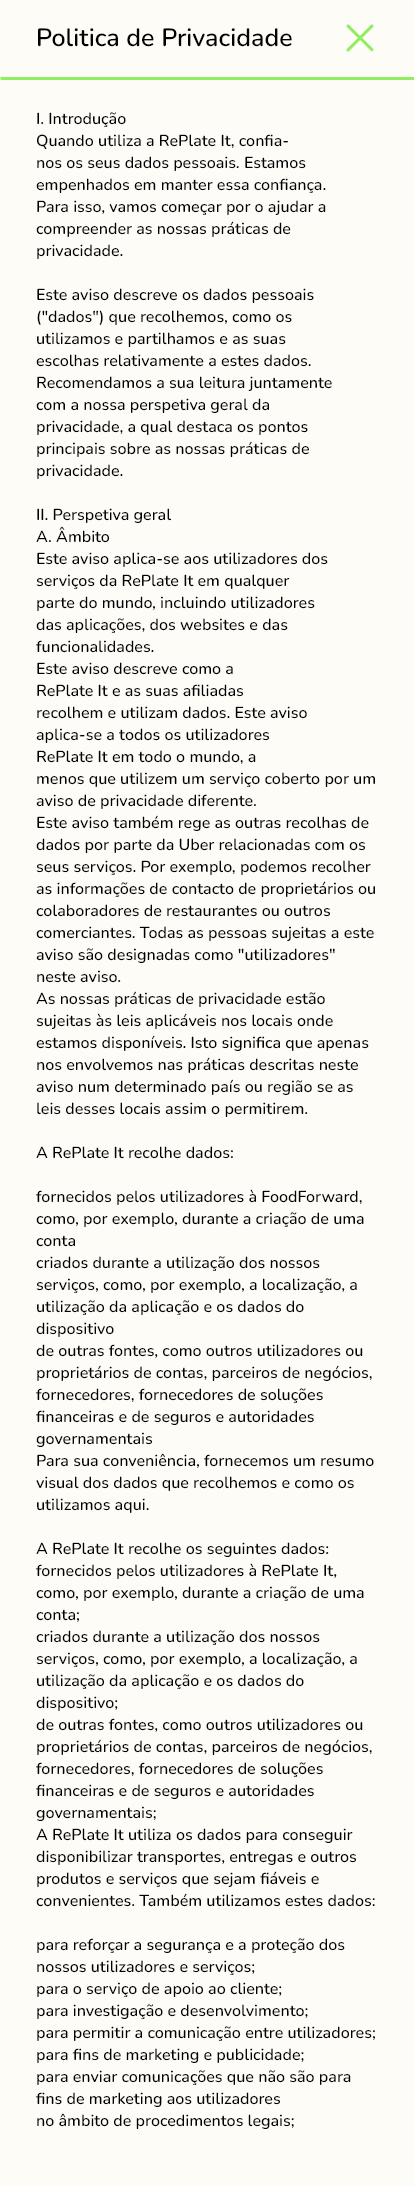 Politica de Privacidade
I. Introdução
Quando utiliza a RePlate It, confia-
nos os seus dados pessoais. Estamos
empenhados em manter essa confiança.
Para isso, vamos começar por o ajudar a
compreender as nossas práticas de
privacidade.
Este aviso descreve os dados pessoais
("dados") que recolhemos, como os
utilizamos e partilhamos e as suas
escolhas relativamente a estes dados.
Recomendamos a sua leitura juntamente
com a nossa perspetiva geral da
privacidade, a qual destaca os pontos
principais sobre as nossas práticas de
privacidade.
II. Perspetiva geral
A. Âmbito
Este aviso aplica-se aos utilizadores dos
serviços da RePlate It em qualquer
parte do mundo, incluindo utilizadores
das aplicações, dos websites e das
funcionalidades.
Este aviso descreve como a
RePlate It e as suas afiliadas
recolhem e utilizam dados. Este aviso
aplica-se a todos os utilizadores
RePlate It em todo o mundo, a
menos que utilizem um serviço coberto por um
aviso de privacidade diferente.
Este aviso também rege as outras recolhas de
dados por parte da Uber relacionadas com os
seus serviços. Por exemplo, podemos recolher
as informações de contacto de proprietários ou
colaboradores de restaurantes ou outros
comerciantes. Todas as pessoas sujeitas a este
aviso são designadas como "utilizadores"
neste aviso.
As nossas práticas de privacidade estão
sujeitas às leis aplicáveis nos locais onde
estamos disponíveis. Isto significa que apenas
nos envolvemos nas práticas descritas neste
aviso num determinado país ou região se as
leis desses locais assim o permitirem.
A RePlate It recolhe dados:
fornecidos pelos utilizadores à FoodForward,
como, por exemplo, durante a criação de uma
conta
criados durante a utilização dos nossos
serviços, como, por exemplo, a localização, a
utilização da aplicação e os dados do
dispositivo
de outras fontes, como outros utilizadores ou
proprietários de contas, parceiros de negócios,
fornecedores, fornecedores de soluções
financeiras e de seguros e autoridades
governamentais
Para sua conveniência, fornecemos um resumo
visual dos dados que recolhemos e como os
utilizamos aqui.
A RePlate It recolhe os seguintes dados:
fornecidos pelos utilizadores à RePlate It,
como, por exemplo, durante a criação de uma
conta;
criados durante a utilização dos nossos
serviços, como, por exemplo, a localização, a
utilização da aplicação e os dados do
dispositivo;
de outras fontes, como outros utilizadores ou
proprietários de contas, parceiros de negócios,
fornecedores, fornecedores de soluções
financeiras e de seguros e autoridades
governamentais;
A RePlate It utiliza os dados para conseguir
disponibilizar transportes, entregas e outros
produtos e serviços que sejam fiáveis e
convenientes. Também utilizamos estes dados:
para reforçar a segurança e a proteção dos
nossos utilizadores e serviços;
para o serviço de apoio ao cliente;
para investigação e desenvolvimento;
para permitir a comunicação entre utilizadores;
para fins de marketing e publicidade;
para enviar comunicações que não são para
fins de marketing aos utilizadores
no âmbito de procedimentos legais;